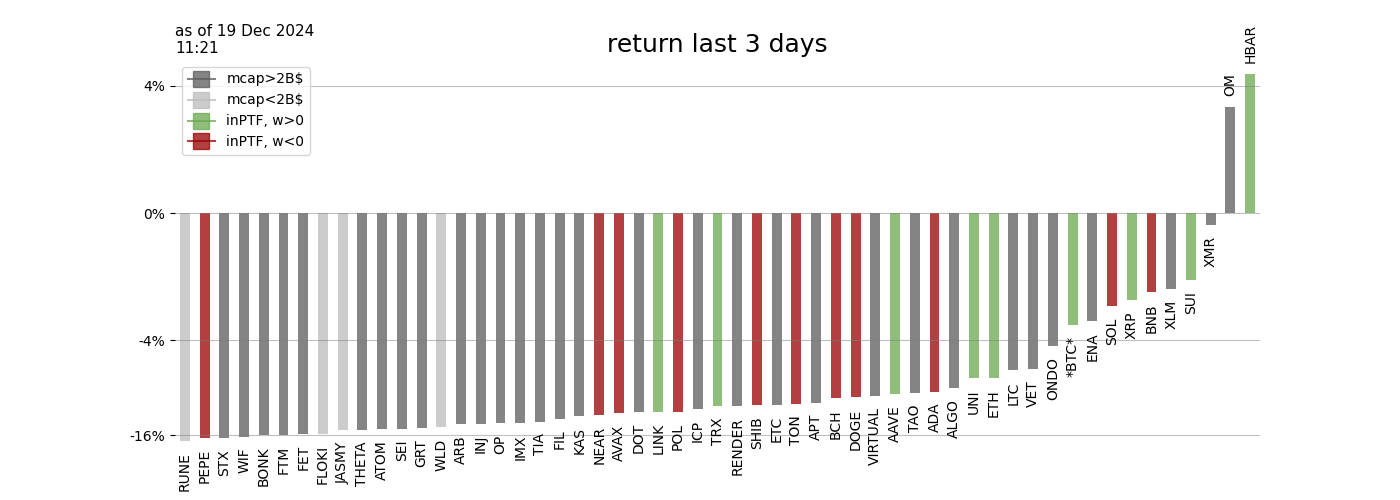 as of 19 Dec 2024
11:21
return last 3 days
mcap>2B$
mcap<2B$
inPTF, w>0
inPTF, w<0
4%
0%
-4%
-16%
RUNE
PEPE
STX
WIF
BONK
FTM
FET
FLOKI
JASMY
THETA
ATOM
SEI
GRT
WLD
ARB
INJ
OP
IMX
TIA
FIL
KAS
NEAR
AVAX
DOT
LINK
POL
ICP
TRX
RENDER
SHIB
ETC
TON
APT
BCH
DOGE
VIRTUAL
AAVE
TAO
ADA
ALGO
UNI
ETH
LTC
VET
ONDO
*BTC*
ENA
SOL
XRP
BNB
XLM
SUI
XMR
OM
HBAR